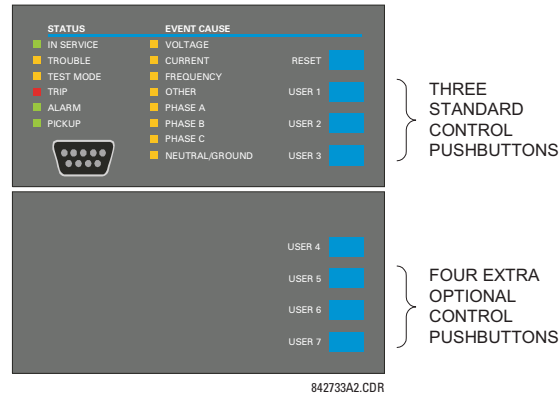 STATUS
IN SERVICE
TROUBLE
TEST MODE
TRIP
ALARM
PICKUP
EVENT CAUSE
VOLTAGE
CURRENT
FREQUENCY
OTHER
PHASE A
PHASE B
PHASE C
NEUTRAL/GROUND
RESET
USER 1
USER 2
USER 3
THREE
STANDARD
CONTROL
PUSHBUTTONS
USER 4
USER 5
USER 6
USER 7
FOUR EXTRA
OPTIONAL
CONTROL
PUSHBUTTONS
842733A2.CDR